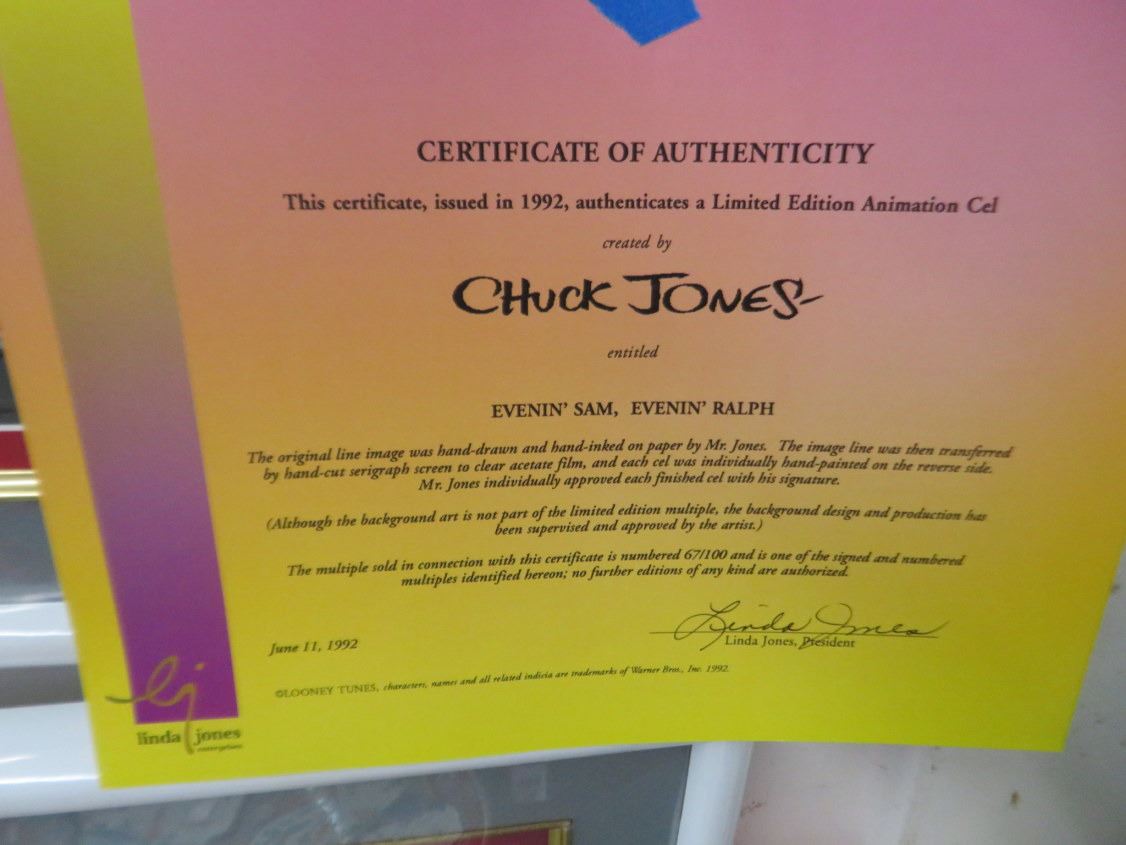 CERTIFICATE OF AUTHENTICITY
This certificate, issued in 1992, authenticates a Limited Edition Animation Cel
created by
CHUCK JONES
entitled
EVENIN' SAM, EVENIN' RALPH
The original line image was hand-drawn and hand-inked on paper by Mr. Jones. The image line was then transferred
by hand-cut serigraph screen to clear acetate film, and each cel was individually hand-painted on the reverse side.
Mr. Jones individually approved each finished cel with his signature.
(Although the background art is not part of the limited edition multiple, the background design and production has
been supervised and approved by the artist.)
The multiple sold in connection with this certificate is numbered 67/100 and is one of the signed and numbered
multiples identified hereon; no further editions of any kind are authorized.
Linda Jones
June 11, 1992
Linda Jones, President
©LOONEY TUNES, characters, names and all related indicia are trademarks of Warner Bros., Inc. 1992.
lj
linda jones
enterprises